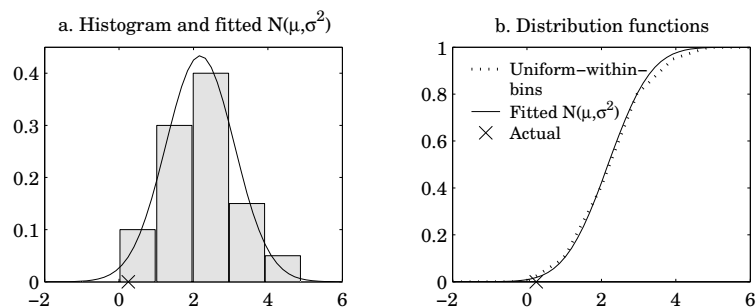 a. Histogram and fitted N(μ,σ²)
0.4
0.3
0.2
0.1
0
−2 0 2 4 6
b. Distribution functions
1
0.8
0.6
0.4
0.2
0
Uniform−within−
bins
Fitted N(μ,σ²)
Actual
−2 0 2 4 6